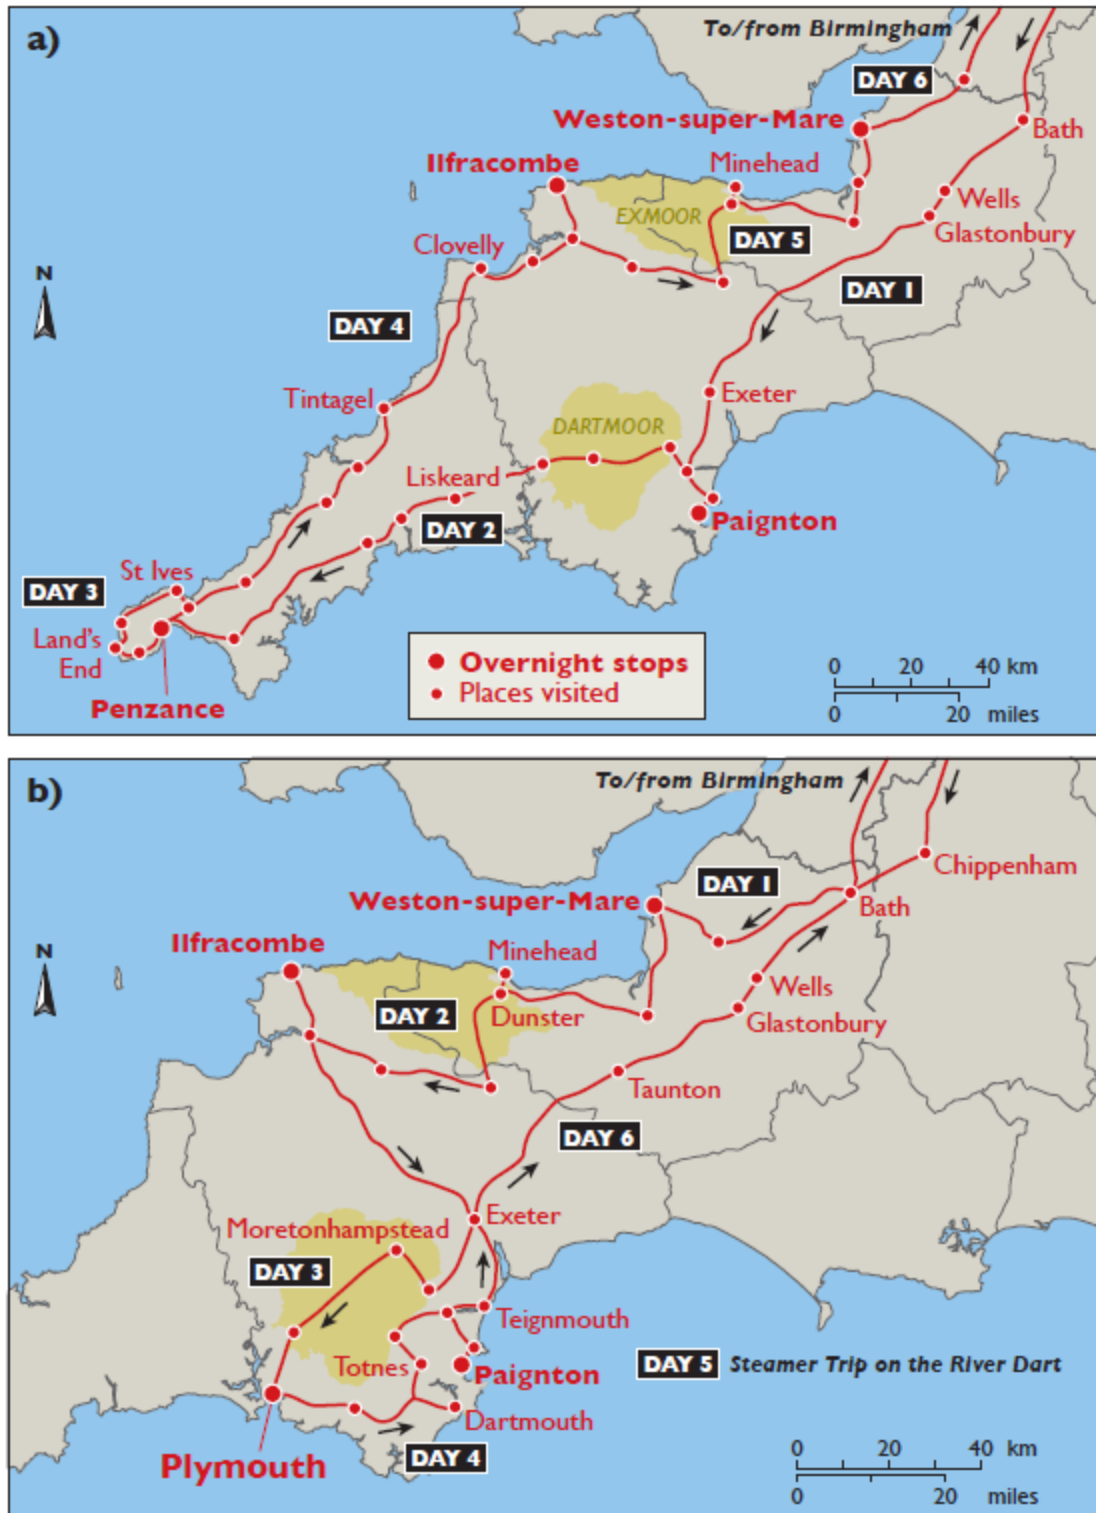 a)
To/from Birmingham
DAY 6
Weston-super-Mare
Bath
Ilfracombe
Minehead
Wells
EXMOOR
DAY 5
Glastonbury
Clovelly
N
DAY 1
DAY 4
Tintagel
Exeter
DARTMOOR
Liskeard
DAY 2
Paignton
St Ives
DAY 3
Land's
End
Penzance
Overnight stops
Places visited
0 20 40 km
0 20 miles
b)
To/from Birmingham
Chippenham
DAY 1
Weston-super-Mare
Bath
N
Ilfracombe
Minehead
Wells
DAY 2
Dunster
Glastonbury
Taunton
DAY 6
Exeter
Moretonhampstead
DAY 3
Teignmouth
Totnes
Paignton
DAY 5 Steamer Trip on the River Dart
Dartmouth
Plymouth
DAY 4
0 20 40 km
0 20 miles